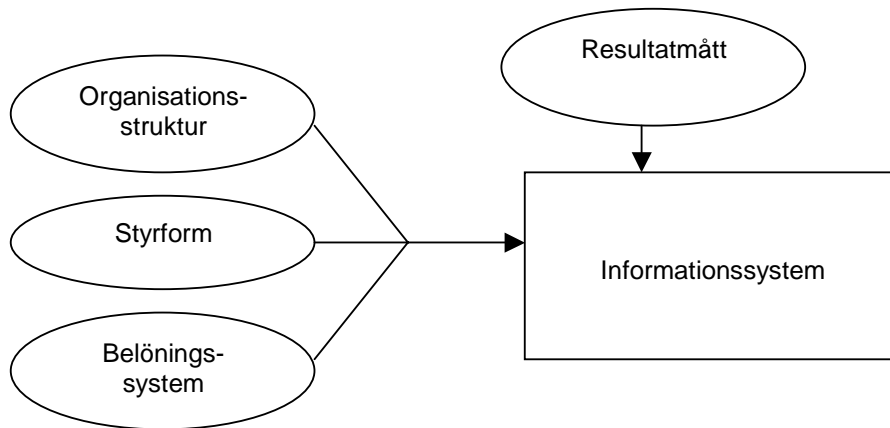 Resultatmått
Organisations-
struktur
Styrform
Informationssystem
Belönings-
system